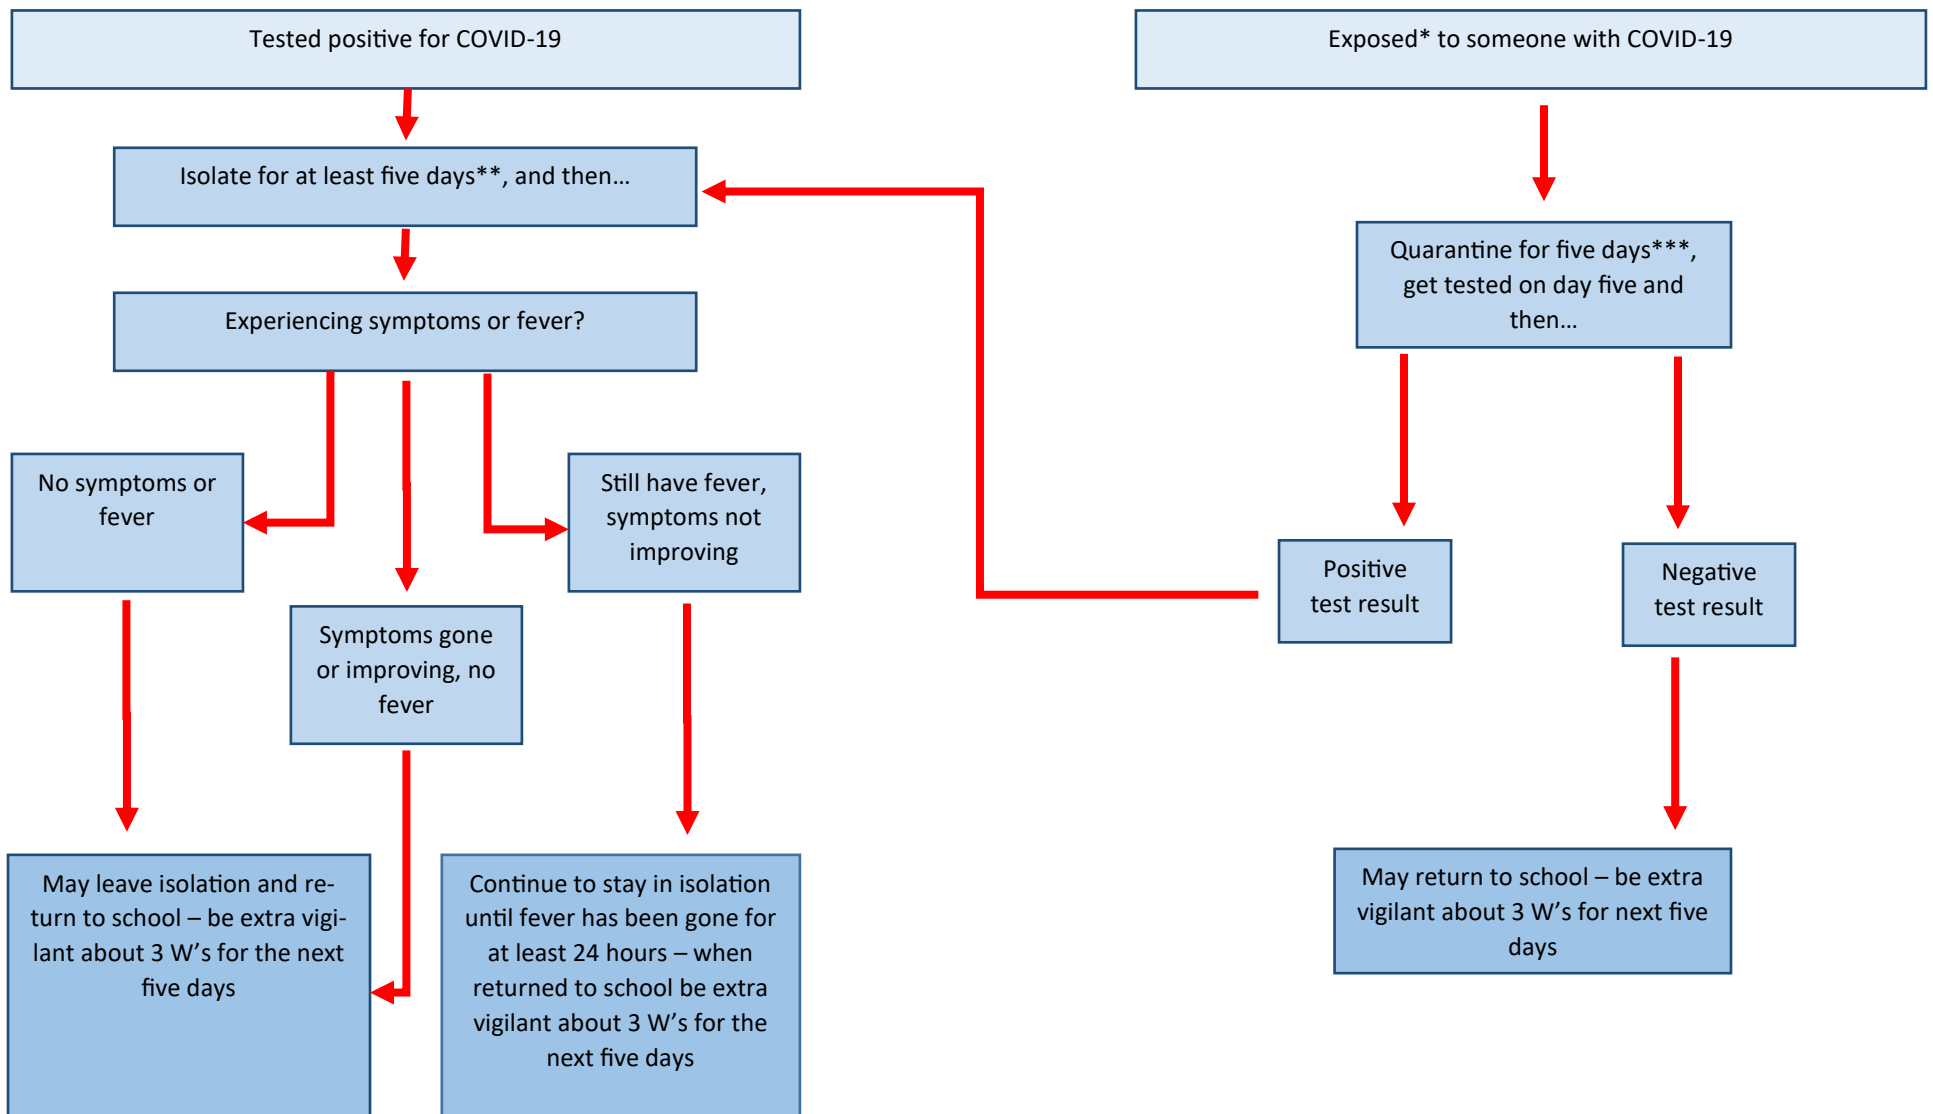 Tested positive for COVID-19
Isolate for at least five days**, and then…
Experiencing symptoms or fever?
No symptoms or
fever
Symptoms gone
or improving, no
fever
Still have fever,
symptoms not
improving
May leave isolation and re-
turn to school – be extra vigi-
lant about 3 W’s for the next
five days
Continue to stay in isolation
until fever has been gone for
at least 24 hours – when
returned to school be extra
vigilant about 3 W’s for the
next five days
Exposed* to someone with COVID-19
Quarantine for five days***,
get tested on day five and
then…
Positive
test result
Negative
test result
May return to school – be extra
vigilant about 3 W’s for next five
days